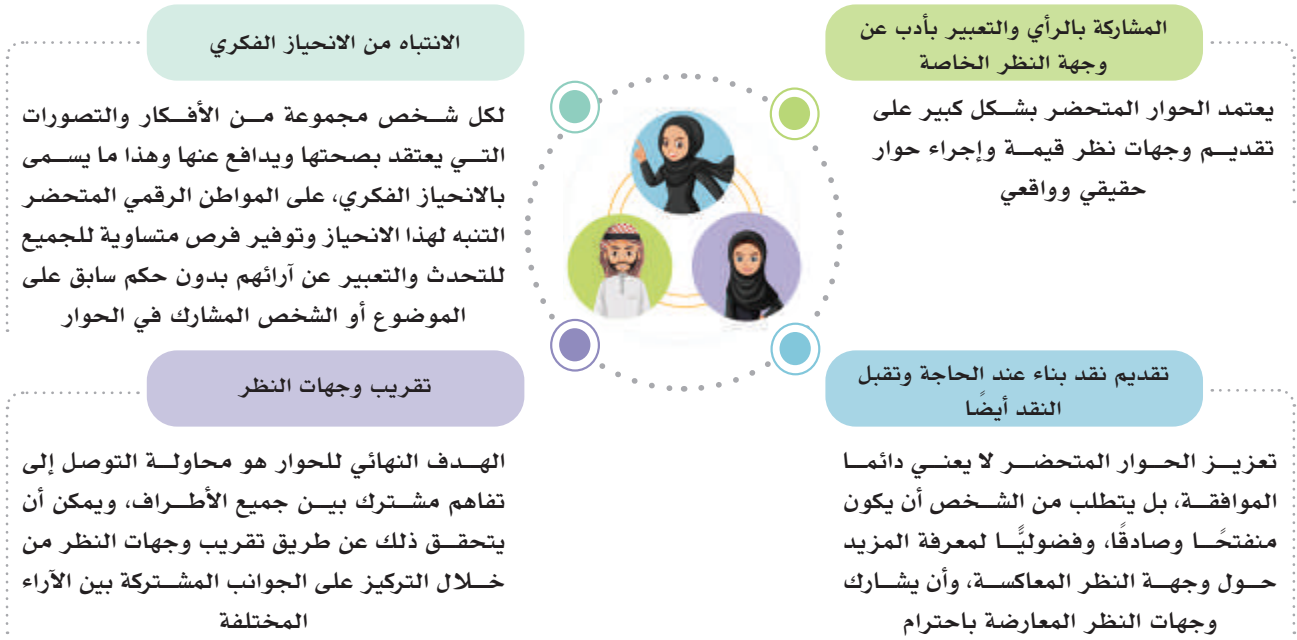 المشاركة بالرأي والتعبير بأدب عن
وجهة النظر الخاصة
يعتمد الحوار المتحضر بشكل كبير على
تقديم وجهات نظر قيمة وإجراء حوار
حقيقي وواقعي
الانتباه من الانحياز الفكري
لكل شخص مجموعة من الأفكار والتصورات
التي يعتقد بصحتها ويدافع عنها وهذا ما يسمى
بالانحياز الفكري، على المواطن الرقمي المتحضر
التنبه لهذا الانحياز وتوفير فرص متساوية للجميع
للتحدث والتعبير عن آرائهم بدون حكم سابق على
الموضوع أو الشخص المشارك في الحوار
تقديم نقد بناء عند الحاجة وتقبل
النقد أيضًا
تعزيز الحوار المتحضر لا يعني دائما
الموافقة، بل يتطلب من الشخص أن يكون
منفتحًا وصادقًا، وفضوليًّا لمعرفة المزيد
حول وجهة النظر المعاكسة، وأن يشارك
وجهات النظر المعارضة باحترام
تقريب وجهات النظر
الهدف النهائي للحوار هو محاولة التوصل إلى
تفاهم مشترك بين جميع الأطراف، ويمكن أن
يتحقق ذلك عن طريق تقريب وجهات النظر من
خلال التركيز على الجوانب المشتركة بين الآراء
المختلفة